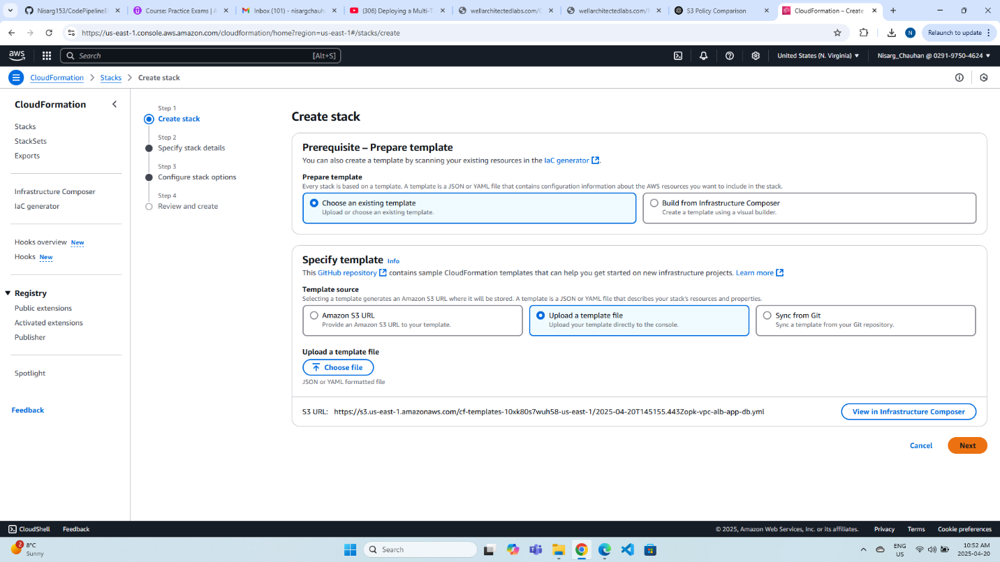 Nisarg153/CodePipelineE
Course: Practice Exams | A
Inbox (101) – nisargchauh
(306) Deploying a Multi-T
wellarchitectedlabs.com/C
wellarchitectedlabs.com/F
S3 Policy Comparison
CloudFormation – Create
https://us-east-1.console.aws.amazon.com/cloudformation/home?region=us-east-1#/stacks/create
N
Relaunch to update
aws
Search
[Alt+S]
United States (N. Virginia)
Nisarg_Chauhan @ 0291-9750-4624
CloudFormation
Stacks
Create stack
CloudFormation
Stacks
StackSets
Exports
Infrastructure Composer
IaC generator
Hooks overview New
Hooks New
Registry
Public extensions
Activated extensions
Publisher
Spotlight
Feedback
Step 1
Create stack
Step 2
Specify stack details
Step 3
Configure stack options
Step 4
Review and create
Create stack
Prerequisite – Prepare template
You can also create a template by scanning your existing resources in the IaC generator.
Prepare template
Every stack is based on a template. A template is a JSON or YAML file that contains configuration information about the AWS resources you want to include in the stack.
Choose an existing template
Upload or choose an existing template.
Build from Infrastructure Composer
Create a template using a visual builder.
Specify template Info
This GitHub repository contains sample CloudFormation templates that can help you get started on new infrastructure projects. Learn more
Template source
Selecting a template generates an Amazon S3 URL where it will be stored. A template is a JSON or YAML file that describes your stack's resources and properties.
Amazon S3 URL
Provide an Amazon S3 URL to your template.
Upload a template file
Upload your template directly to the console.
Sync from Git
Sync a template from your Git repository.
Upload a template file
Choose file
JSON or YAML formatted file
S3 URL: https://s3.us-east-1.amazonaws.com/cf-templates-10xk80s7wuh58-us-east-1/2025-04-20T145155.443Zopk-vpc-alb-app-db.yml
View in Infrastructure Composer
Cancel
Next
CloudShell
Feedback
© 2025, Amazon Web Services, Inc. or its affiliates.
Privacy
Terms
Cookie preferences
2
8°C
Sunny
Search
ENG
US
10:52 AM
2025-04-20